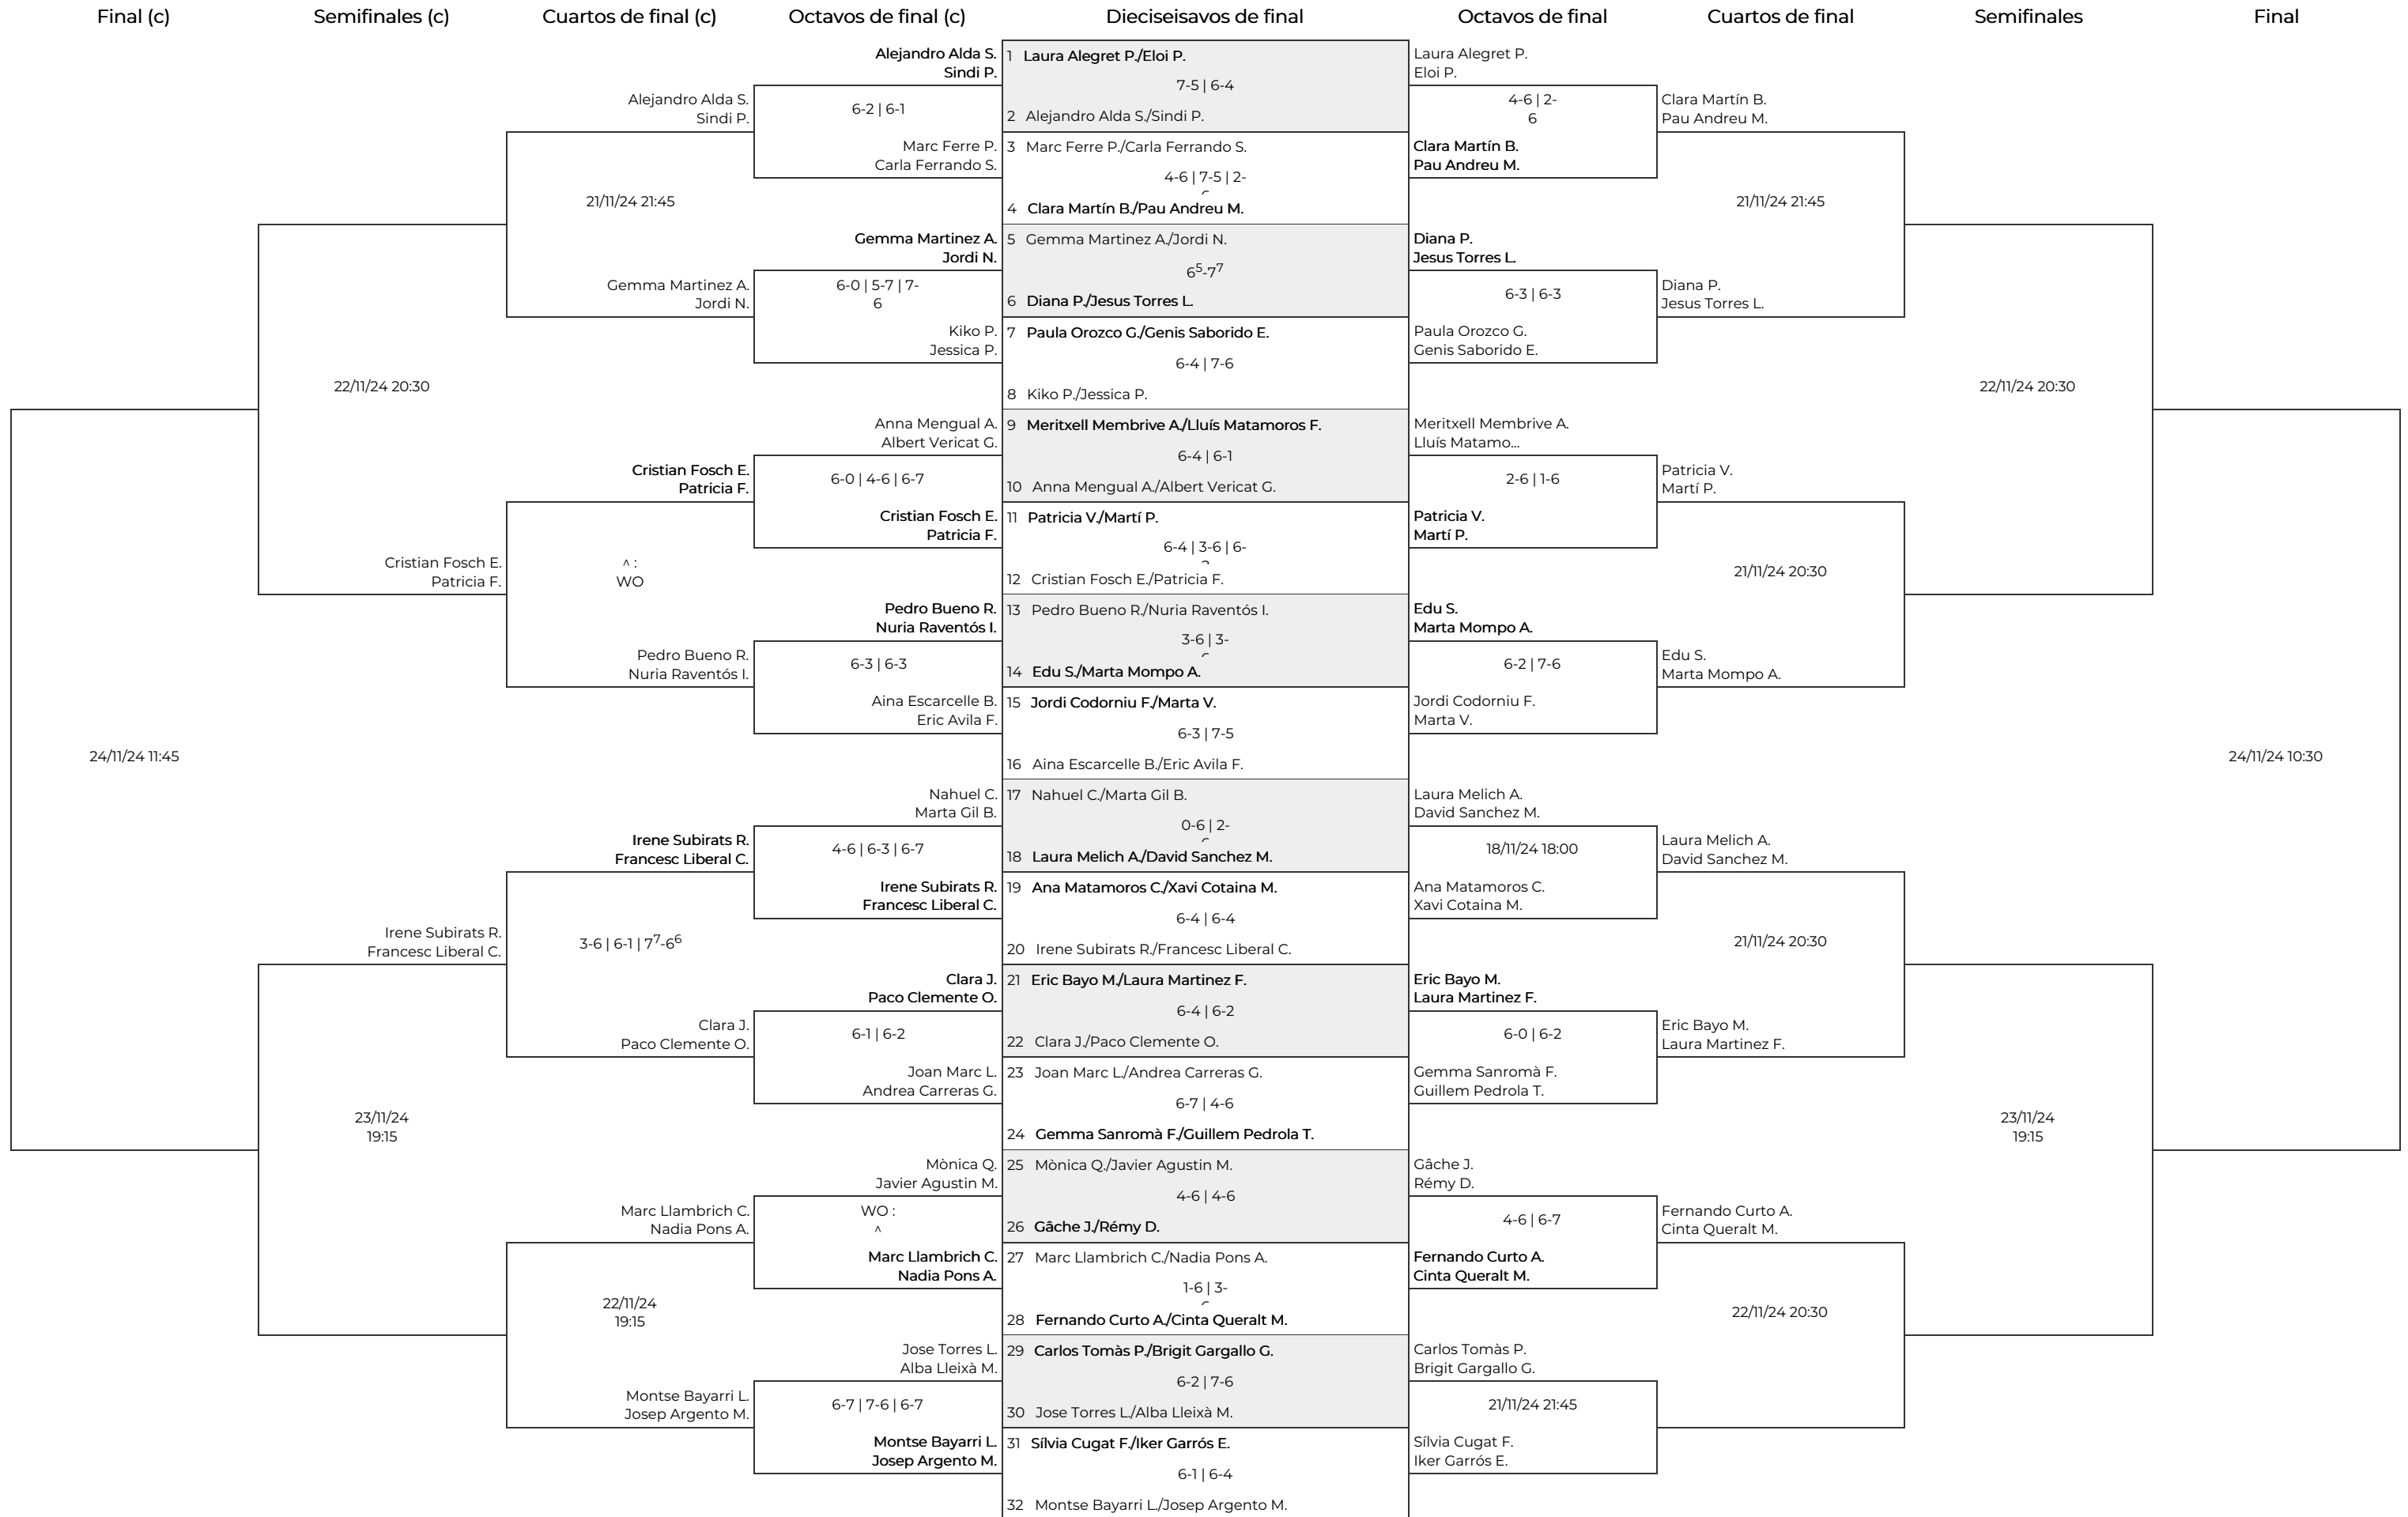 Final (c)
Semifinales (c)
Cuartos de final (c)
Octavos de final (c)
Dieciseisavos de final
Octavos de final
Cuartos de final
Semifinales
Final
24/11/24 11:45
22/11/24 20:30
Cristian Fosch E.
Patricia F.
Irene Subirats R.
Francesc Liberal C.
23/11/24
19:15
Alejandro Alda S.
Sindi P.
21/11/24 21:45
Gemma Martinez A.
Jordi N.
Cristian Fosch E.
Patricia F.
^ :
WO
Pedro Bueno R.
Nuria Raventós I.
Irene Subirats R.
Francesc Liberal C.
3-6 | 6-1 | 7⁷-6⁶
Clara J.
Paco Clemente O.
Marc Llambrich C.
Nadia Pons A.
22/11/24
19:15
Montse Bayarri L.
Josep Argento M.
Alejandro Alda S.
Sindi P.
6-2 | 6-1
Marc Ferre P.
Carla Ferrando S.
Gemma Martinez A.
Jordi N.
6-0 | 5-7 | 7-
6
Kiko P.
Jessica P.
Anna Mengual A.
Albert Vericat G.
6-0 | 4-6 | 6-7
Cristian Fosch E.
Patricia F.
Pedro Bueno R.
Nuria Raventós I.
6-3 | 6-3
Aina Escarcelle B.
Eric Avila F.
Nahuel C.
Marta Gil B.
4-6 | 6-3 | 6-7
Irene Subirats R.
Francesc Liberal C.
Clara J.
Paco Clemente O.
6-1 | 6-2
Joan Marc L.
Andrea Carreras G.
Mònica Q.
Javier Agustin M.
WO :
^
Marc Llambrich C.
Nadia Pons A.
Jose Torres L.
Alba Lleixà M.
6-7 | 7-6 | 6-7
Montse Bayarri L.
Josep Argento M.
1 Laura Alegret P./Eloi P.
7-5 | 6-4
2 Alejandro Alda S./Sindi P.
3 Marc Ferre P./Carla Ferrando S.
4-6 | 7-5 | 2-
4 Clara Martín B./Pau Andreu M.
5 Gemma Martinez A./Jordi N.
6⁵-7⁷
6 Diana P./Jesus Torres L.
7 Paula Orozco G./Genis Saborido E.
6-4 | 7-6
8 Kiko P./Jessica P.
9 Meritxell Membrive A./Lluís Matamoros F.
6-4 | 6-1
10 Anna Mengual A./Albert Vericat G.
11 Patricia V./Martí P.
6-4 | 3-6 | 6-
12 Cristian Fosch E./Patricia F.
13 Pedro Bueno R./Nuria Raventós I.
3-6 | 3-
14 Edu S./Marta Mompo A.
15 Jordi Codorniu F./Marta V.
6-3 | 7-5
16 Aina Escarcelle B./Eric Avila F.
17 Nahuel C./Marta Gil B.
0-6 | 2-
18 Laura Melich A./David Sanchez M.
19 Ana Matamoros C./Xavi Cotaina M.
6-4 | 6-4
20 Irene Subirats R./Francesc Liberal C.
21 Eric Bayo M./Laura Martinez F.
6-4 | 6-2
22 Clara J./Paco Clemente O.
23 Joan Marc L./Andrea Carreras G.
6-7 | 4-6
24 Gemma Sanromà F./Guillem Pedrola T.
25 Mònica Q./Javier Agustin M.
4-6 | 4-6
26 Gâche J./Rémy D.
27 Marc Llambrich C./Nadia Pons A.
1-6 | 3-
28 Fernando Curto A./Cinta Queralt M.
29 Carlos Tomàs P./Brigit Gargallo G.
6-2 | 7-6
30 Jose Torres L./Alba Lleixà M.
31 Sílvia Cugat F./Iker Garrós E.
6-1 | 6-4
32 Montse Bayarri L./Josep Argento M.
Laura Alegret P.
Eloi P.
4-6 | 2-
6
Clara Martín B.
Pau Andreu M.
Diana P.
Jesus Torres L.
6-3 | 6-3
Paula Orozco G.
Genis Saborido E.
Meritxell Membrive A.
Lluís Matamo...
2-6 | 1-6
Patricia V.
Martí P.
Edu S.
Marta Mompo A.
6-2 | 7-6
Jordi Codorniu F.
Marta V.
Laura Melich A.
David Sanchez M.
18/11/24 18:00
Ana Matamoros C.
Xavi Cotaina M.
Eric Bayo M.
Laura Martinez F.
6-0 | 6-2
Gemma Sanromà F.
Guillem Pedrola T.
Gâche J.
Rémy D.
4-6 | 6-7
Fernando Curto A.
Cinta Queralt M.
Carlos Tomàs P.
Brigit Gargallo G.
21/11/24 21:45
Sílvia Cugat F.
Iker Garrós E.
Clara Martín B.
Pau Andreu M.
21/11/24 21:45
Diana P.
Jesus Torres L.
Patricia V.
Martí P.
21/11/24 20:30
Edu S.
Marta Mompo A.
Laura Melich A.
David Sanchez M.
21/11/24 20:30
Eric Bayo M.
Laura Martinez F.
Fernando Curto A.
Cinta Queralt M.
22/11/24 20:30
22/11/24 20:30
23/11/24
19:15
24/11/24 10:30